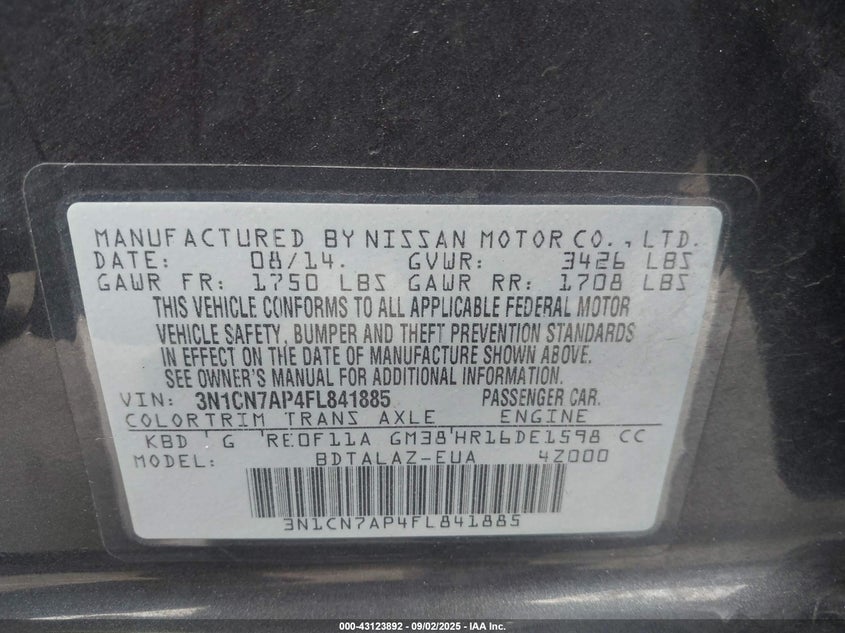 MANUFACTURED BY NISSAN MOTOR CO., LTD.
DATE: 08/14. GVWR: 3426 LBS
GAWR FR: 1750 LBS GAWR RR: 1708 LBS
THIS VEHICLE CONFORMS TO ALL APPLICABLE FEDERAL MOTOR
VEHICLE SAFETY, BUMPER AND THEFT PREVENTION STANDARDS
IN EFFECT ON THE DATE OF MANUFACTURE SHOWN ABOVE.
SEE OWNER'S MANUAL FOR ADDITIONAL INFORMATION.
VIN: 3N1CN7AP4FL841885 PASSENGER CAR.
COLOR TRIM TRANS AXLE ENGINE
KBD G RE0F11A GM38 HR16DE1598 CC
MODEL: BDTALAZ-EUA 4Z000
3N1CN7AP4FL841885
000-43123892 - 09/02/2025 - IAA Inc.